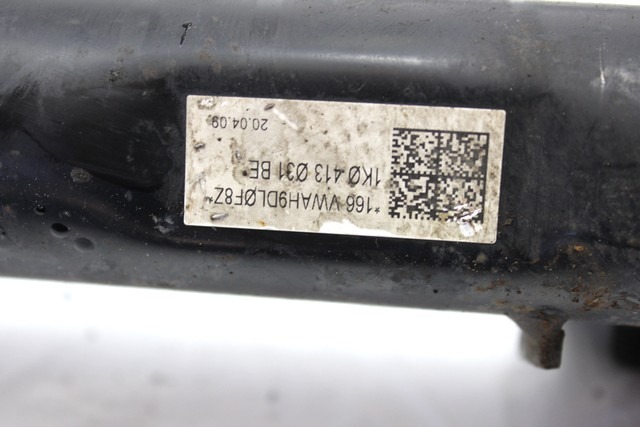 *166 VWAH9DLØF8Z*
1KØ 413 Ø31 BE
20.04.09